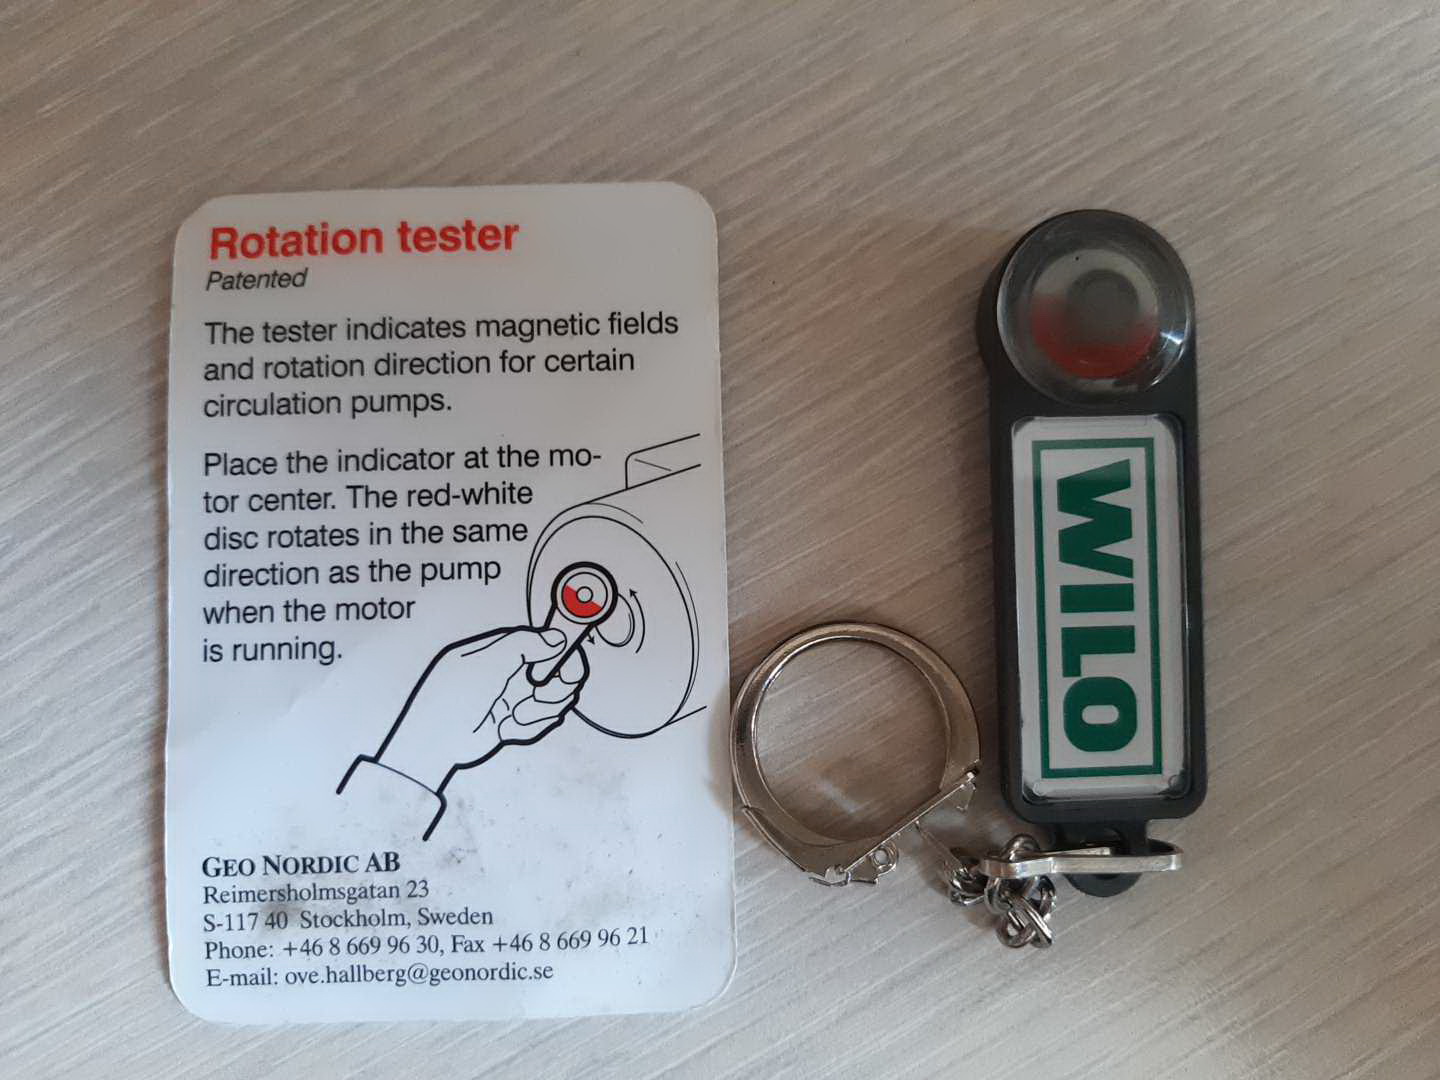 Rotation tester
Patented
The tester indicates magnetic fields
and rotation direction for certain
circulation pumps.
Place the indicator at the mo-
tor center. The red-white
disc rotates in the same
direction as the pump
when the motor
is running.
GEO NORDIC AB
Reimersholmsgatan 23
S-117 40 Stockholm, Sweden
Phone: +46 8 669 96 30, Fax +46 8 669 96 21
E-mail: ove.hallberg@geonordic.se
WILO